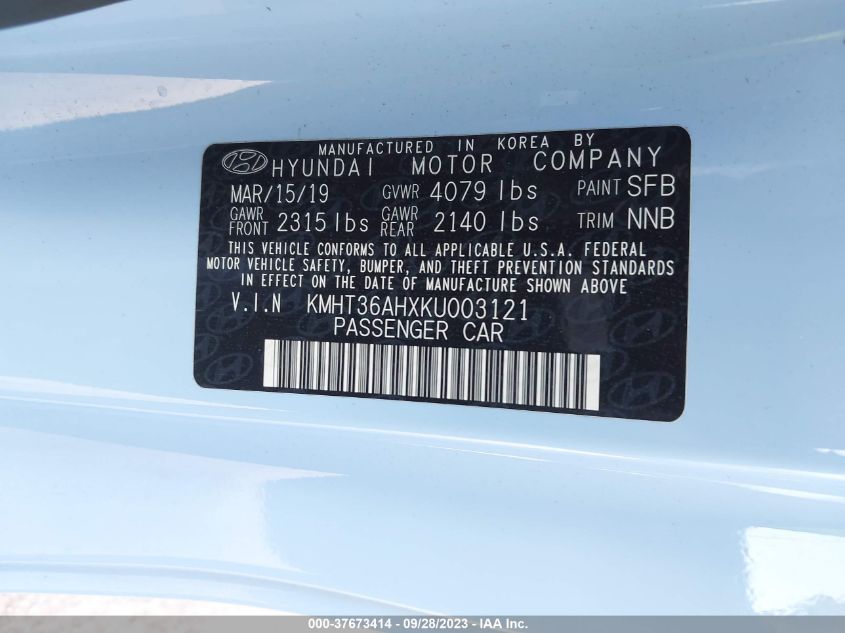 MANUFACTURED IN KOREA BY
HYUNDAI MOTOR COMPANY
MAR/15/19 GVWR 4079 lbs PAINT SFB
GAWR FRONT 2315 lbs GAWR REAR 2140 lbs TRIM NNB
THIS VEHICLE CONFORMS TO ALL APPLICABLE U.S.A. FEDERAL
MOTOR VEHICLE SAFETY, BUMPER, AND THEFT PREVENTION STANDARDS
IN EFFECT ON THE DATE OF MANUFACTURE SHOWN ABOVE
V.I.N KMHT36AHXKU003121
PASSENGER CAR
000-37673414 - 09/28/2023 - IAA Inc.